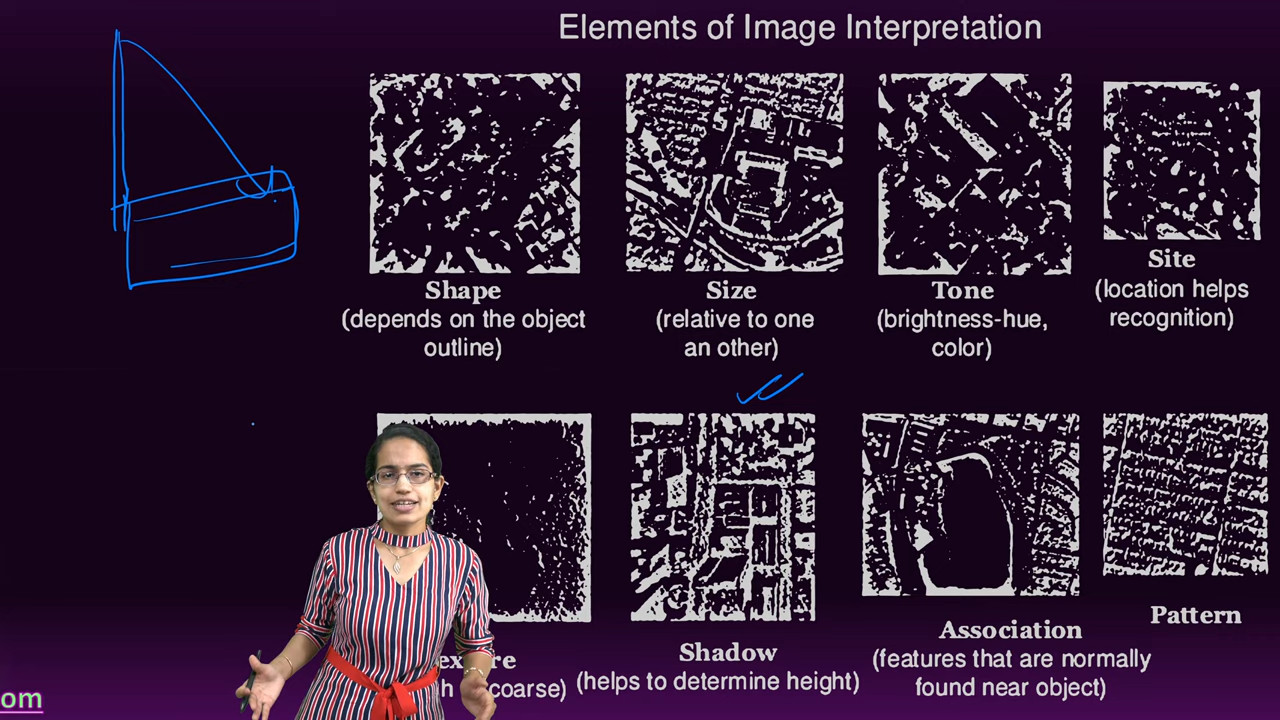 Elements of Image Interpretation
Shape
(depends on the object
outline)
Size
(relative to one
an other)
Tone
(brightness-hue,
color)
Site
(location helps
recognition)
coarse)
Shadow
(helps to determine height)
Association
(features that are normally
found near object)
Pattern
om